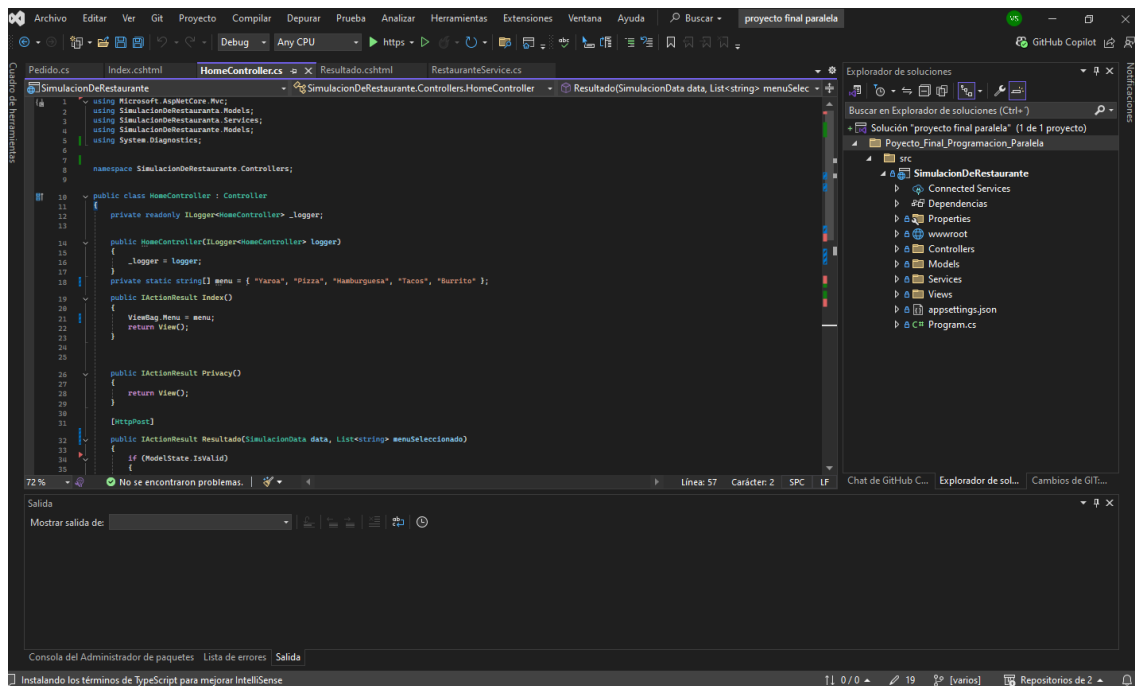 Archivo Editar Ver Git Proyecto Compilar Depurar Prueba Analizar Herramientas Extensiones Ventana Ayuda Buscar proyecto final paralela VS
Debug Any CPU https GitHub Copilot
Cuadro de herramientas
Pedido.cs Index.cshtml HomeController.cs Resultado.cshtml RestauranteService.cs
SimulacionDeRestaurante SimulacionDeRestaurante.Controllers.HomeController Resultado(SimulacionData data, List<string> menuSelec
1 using Microsoft.AspNetCore.Mvc;
2 using SimulacionDeRestauranta.Models;
3 using SimulacionDeRestauranta.Services;
4 using SimulacionDeRestaurante.Models;
5 using System.Diagnostics;
6
7
8 namespace SimulacionDeRestaurante.Controllers;
9
10 public class HomeController : Controller
11 {
12 private readonly ILogger<HomeController> _logger;
13
14 public HomeController(ILogger<HomeController> logger)
15 {
16 _logger = logger;
17 }
18 private static string[] menu = { "Yaroa", "Pizza", "Hamburguesa", "Tacos", "Burrito" };
19 public IActionResult Index()
20 {
21 ViewBag.Menu = menu;
22 return View();
23 }
24
25
26 public IActionResult Privacy()
27 {
28 return View();
29 }
30
31 [HttpPost]
32 public IActionResult Resultado(SimulacionData data, List<string> menuSeleccionado)
33 {
34 if (ModelState.IsValid)
35 {
72 % No se encontraron problemas. Línea: 57 Carácter: 2 SPC LF
Explorador de soluciones
Buscar en Explorador de soluciones (Ctrl+¨)
Solución "proyecto final paralela" (1 de 1 proyecto)
Poyecto_Final_Programacion_Paralela
src
SimulacionDeRestaurante
Connected Services
Dependencias
Properties
wwwroot
Controllers
Models
Services
Views
appsettings.json
C# Program.cs
Chat de GitHub C... Explorador de sol... Cambios de GIT:...
Notificaciones
Salida
Mostrar salida de:
Consola del Administrador de paquetes Lista de errores Salida
Instalando los términos de TypeScript para mejorar IntelliSense 0 / 0 19 [varios] Repositorios de 2